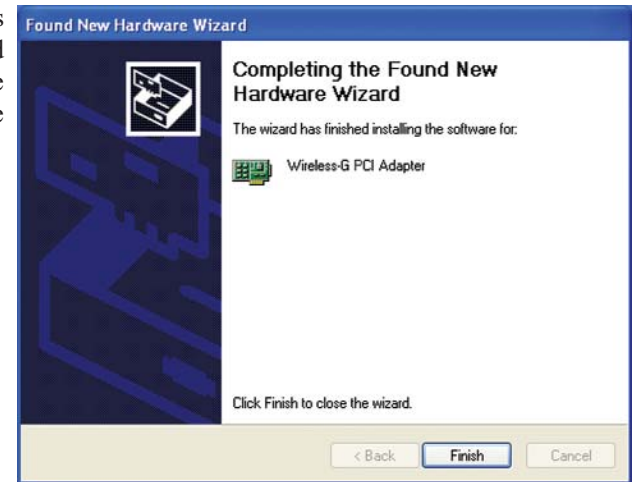 Found New Hardware Wizard
Completing the Found New
Hardware Wizard
The wizard has finished installing the software for:
Wireless-G PCI Adapter
Click Finish to close the wizard.
< Back
Finish
Cancel